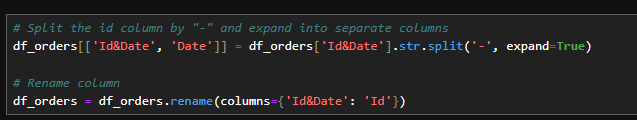 # Split the id column by "-" and expand into separate columns
df_orders[['Id&Date', 'Date']] = df_orders['Id&Date'].str.split('-', expand=True)
# Rename column
df_orders = df_orders.rename(columns={'Id&Date': 'Id'})